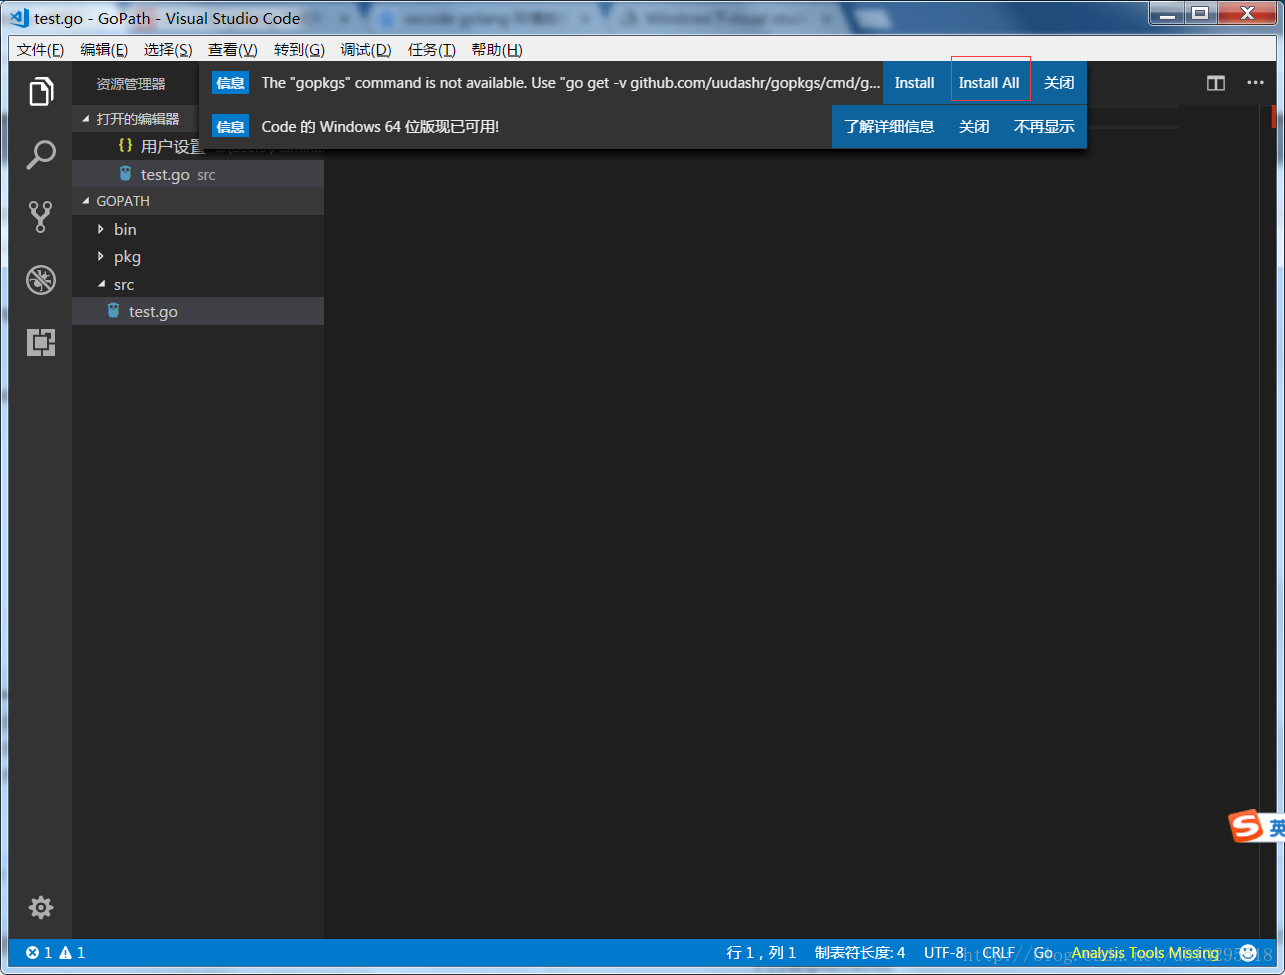 test.go - GoPath - Visual Studio Code
文件(F) 编辑(E) 选择(S) 查看(V) 转到(G) 调试(D) 任务(T) 帮助(H)
资源管理器
信息 The "gopkgs" command is not available. Use "go get -v github.com/uudashr/gopkgs/cmd/g... Install Install All 关闭
信息 Code 的 Windows 64 位版现已可用! 了解详细信息 关闭 不再显示
打开的编辑器
{} 用户设置
test.go src
GOPATH
bin
pkg
src
test.go
英
1 1 行 1，列 1 制表符长度: 4 UTF-8 CRLF Go Analysis Tools Missing